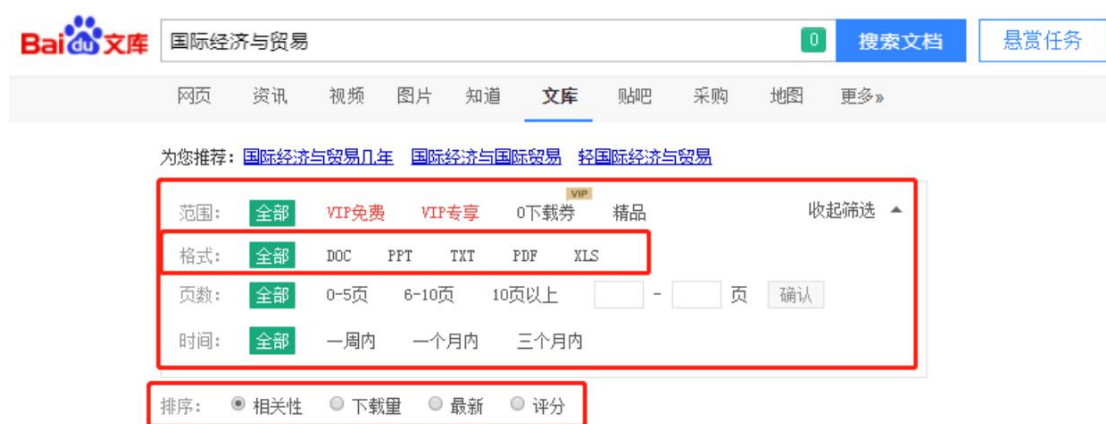 Baidu文库 国际经济与贸易 0 搜索文档 悬赏任务
网页 资讯 视频 图片 知道 文库 贴吧 采购 地图 更多»
为您推荐: 国际经济与贸易几年 国际经济与国际贸易 轻国际经济与贸易
VIP
范围: 全部 VIP免费 VIP专享 0下载券 精品 收起筛选
格式: 全部 DOC PPT TXT PDF XLS
页数: 全部 0-5页 6-10页 10页以上 - 页 确认
时间: 全部 一周内 一个月内 三个月内
排序: 相关性 下载量 最新 评分